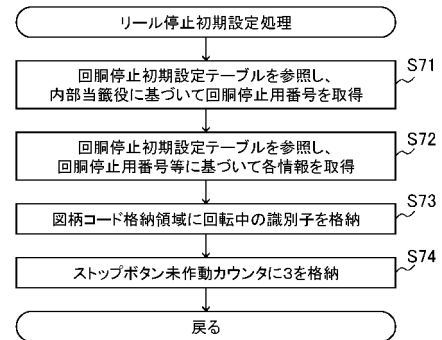 リール停止初期設定処理
S71
回胴停止初期設定テーブルを参照し、
内部当籤役に基づいて回胴停止用番号を取得
S72
回胴停止初期設定テーブルを参照し、
回胴停止用番号等に基づいて各情報を取得
S73
図柄コード格納領域に回転中の識別子を格納
S74
ストップボタン未作動カウンタに3を格納
戻る